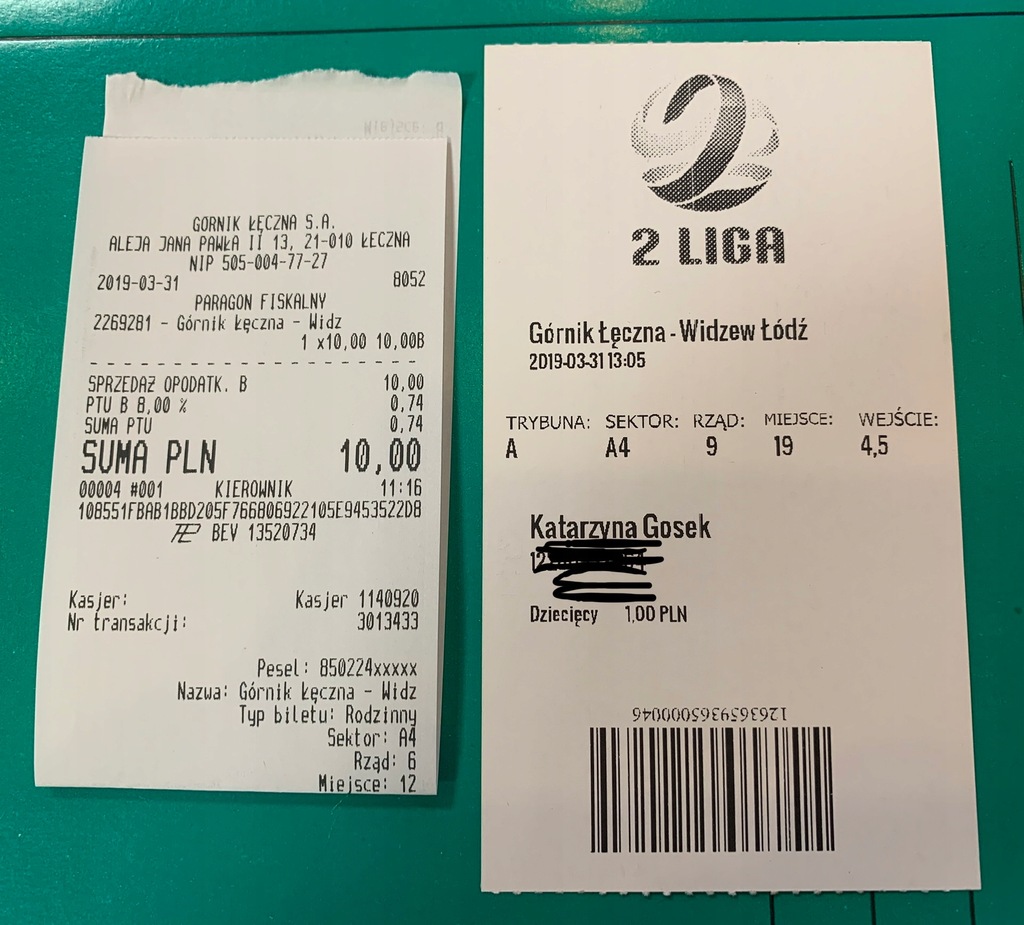 GÓRNIK ŁĘCZNA S.A.
ALEJA JANA PAWŁA II 13, 21-010 ŁĘCZNA
NIP 505-004-77-27
2019-03-31 8052
PARAGON FISKALNY
2269281 - Górnik Łęczna - Widz
1 x10,00 10,00B
SPRZEDAŻ OPODATK. B 10,00
PTU B 8,00 % 0,74
SUMA PTU 0,74
SUMA PLN 10,00
00004 #001 KIEROWNIK 11:16
108551FBAB1BBD205F766806922105E9453522D8
BEV 13520734
Kasjer: Kasjer 1140920
Nr transakcji: 3013433
Pesel: 850224xxxxx
Nazwa: Górnik Łęczna - Widz
Typ biletu: Rodzinny
Sektor: A4
Rząd: 6
Miejsce: 12
2 LIGA
Górnik Łęczna - Widzew Łódź
2019-03-31 13:05
TRYBUNA: SEKTOR: RZĄD: MIEJSCE: WEJŚCIE:
A A4 9 19 4,5
Katarzyna Gosek
Dziecięcy 1,00 PLN
1263659365000046